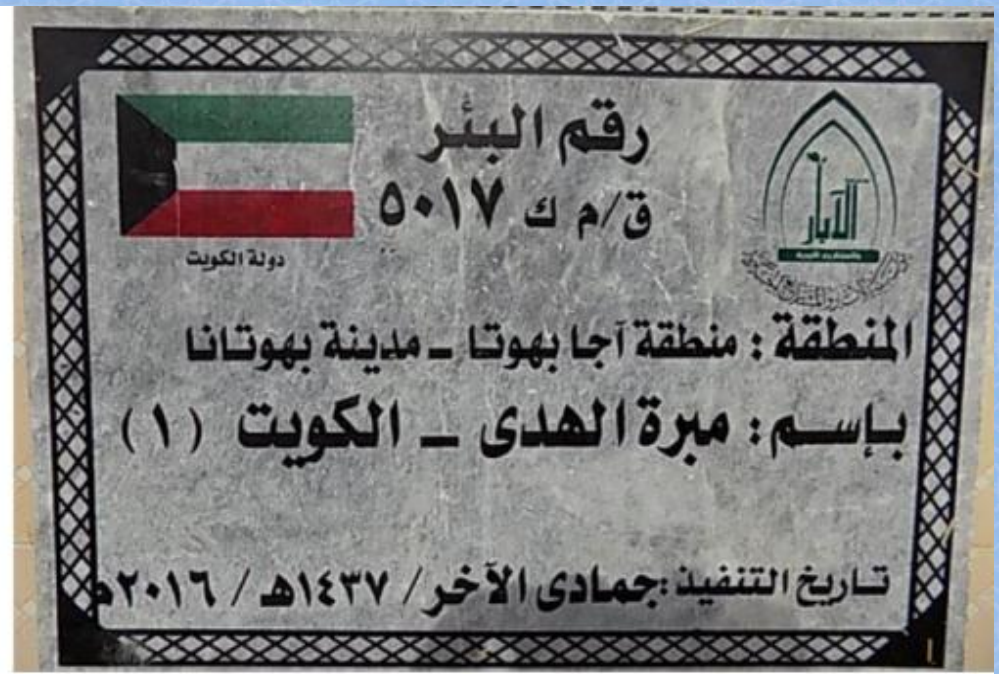 رقم البئر
ق/م ك ٥٠١٧
الآبار
دولة الكويت
المنطقة : منطقة آجا بهوتا - مدينة بهوتانا
بإسم : مبرة الهدى - الكويت (١)
تاريخ التنفيذ : جمادى الآخر / ١٤٣٧هـ / ٢٠١٦م